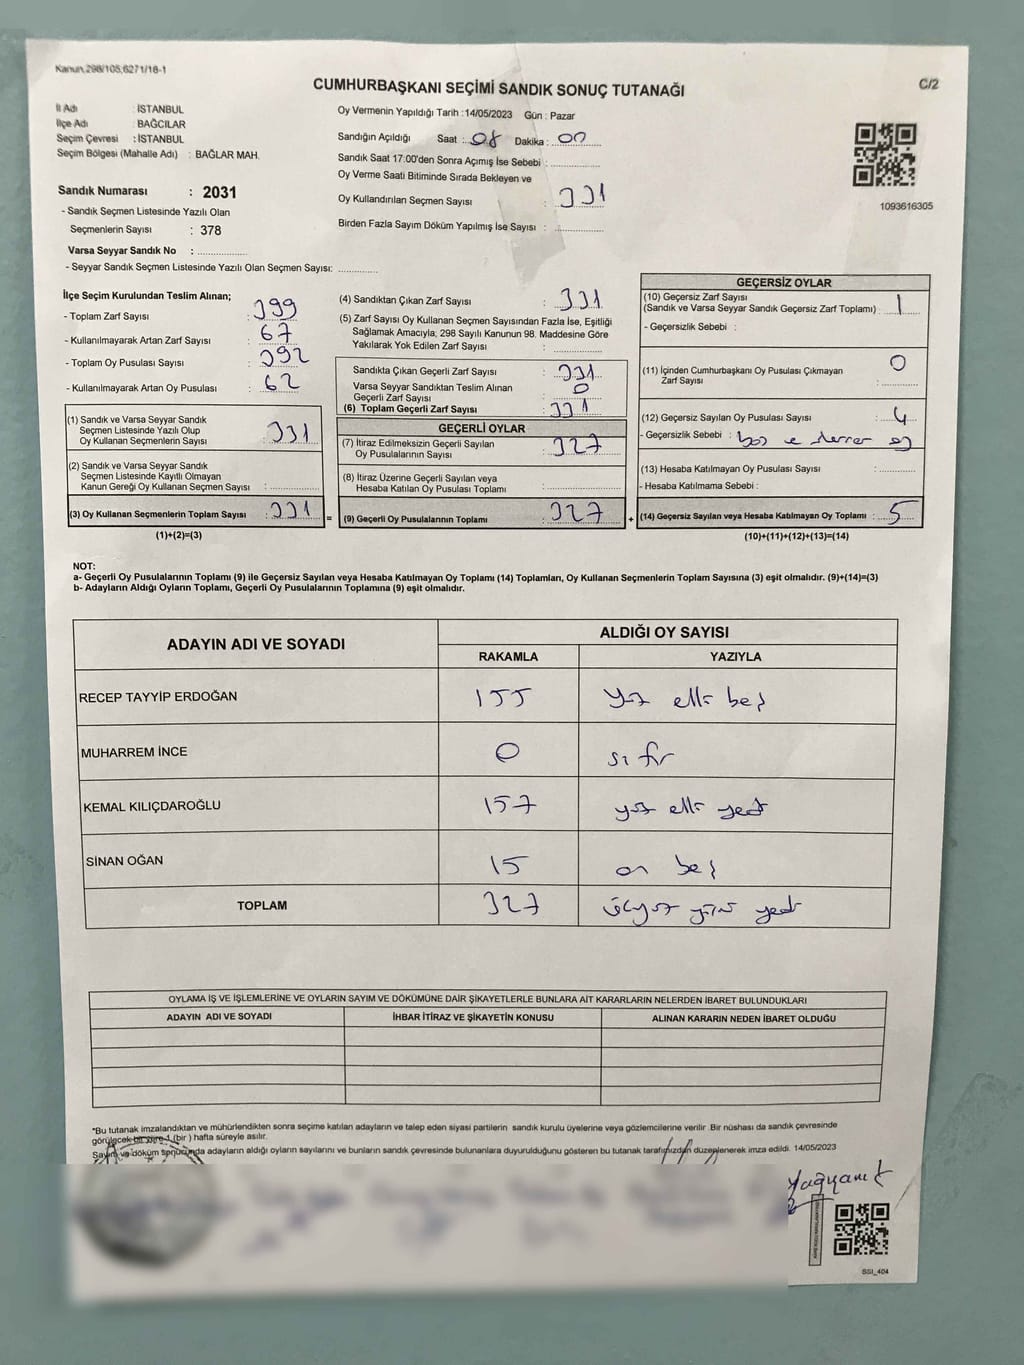 Kanun,298/105;6271/18-1
CUMHURBAŞKANI SEÇİMİ SANDIK SONUÇ TUTANAĞI
C/2
İl Adı : İSTANBUL
İlçe Adı : BAĞCILAR
Seçim Çevresi : İSTANBUL
Seçim Bölgesi (Mahalle Adı) : BAĞLAR MAH.
Sandık Numarası : 2031
- Sandık Seçmen Listesinde Yazılı Olan
Seçmenlerin Sayısı : 378
Varsa Seyyar Sandık No :
- Seyyar Sandık Seçmen Listesinde Yazılı Olan Seçmen Sayısı:
Oy Vermenin Yapıldığı Tarih :14/05/2023 Gün : Pazar
Sandığın Açıldığı Saat : 08 Dakika : 00
Sandık Saat 17:00'den Sonra Açımış İse Sebebi :
Oy Verme Saati Bitiminde Sırada Bekleyen ve
Oy Kullandırılan Seçmen Sayısı : 331
Birden Fazla Sayım Döküm Yapılmış İse Sayısı :
1093616305
İlçe Seçim Kurulundan Teslim Alınan;
- Toplam Zarf Sayısı : 399
- Kullanılmayarak Artan Zarf Sayısı : 67
- Toplam Oy Pusulası Sayısı : 392
- Kullanılmayarak Artan Oy Pusulası : 62
(1) Sandık ve Varsa Seyyar Sandık
Seçmen Listesinde Yazılı Olup
Oy Kullanan Seçmenlerin Sayısı : 331
(2) Sandık ve Varsa Seyyar Sandık
Seçmen Listesinde Kayıtlı Olmayan
Kanun Gereği Oy Kullanan Seçmen Sayısı :
(3) Oy Kullanan Seçmenlerin Toplam Sayısı : 331
(1)+(2)=(3)
(4) Sandıktan Çıkan Zarf Sayısı : 331
(5) Zarf Sayısı Oy Kullanan Seçmen Sayısından Fazla İse, Eşitliği
Sağlamak Amacıyla, 298 Sayılı Kanunun 98. Maddesine Göre
Yakılarak Yok Edilen Zarf Sayısı :
Sandıkta Çıkan Geçerli Zarf Sayısı : 331
Varsa Seyyar Sandıktan Teslim Alınan
Geçerli Zarf Sayısı : 0
(6) Toplam Geçerli Zarf Sayısı : 331
GEÇERLİ OYLAR
(7) İtiraz Edilmeksizin Geçerli Sayılan
Oy Pusulalarının Sayısı : 327
(8) İtiraz Üzerine Geçerli Sayılan veya
Hesaba Katılan Oy Pusulası Toplamı :
= (9) Geçerli Oy Pusulalarının Toplamı : 327
GEÇERSİZ OYLAR
(10) Geçersiz Zarf Sayısı
(Sandık ve Varsa Seyyar Sandık Geçersiz Zarf Toplamı) : 1
- Geçersizlik Sebebi :
(11) İçinden Cumhurbaşkanı Oy Pusulası Çıkmayan
Zarf Sayısı : 0
(12) Geçersiz Sayılan Oy Pusulası Sayısı : 4
- Geçersizlik Sebebi : boş
(13) Hesaba Katılmayan Oy Pusulası Sayısı :
- Hesaba Katılmama Sebebi :
+ (14) Geçersiz Sayılan veya Hesaba Katılmayan Oy Toplamı : 5
(10)+(11)+(12)+(13)=(14)
NOT:
a- Geçerli Oy Pusulalarının Toplamı (9) ile Geçersiz Sayılan veya Hesaba Katılmayan Oy Toplamı (14) Toplamları, Oy Kullanan Seçmenlerin Toplam Sayısına (3) eşit olmalıdır. (9)+(14)=(3)
b- Adayların Aldığı Oyların Toplamı, Geçerli Oy Pusulalarının Toplamına (9) eşit olmalıdır.
ADAYIN ADI VE SOYADI
ALDIĞI OY SAYISI
RAKAMLA YAZIYLA
RECEP TAYYİP ERDOĞAN 155 yüz elli beş
MUHARREM İNCE 0 sıfır
KEMAL KILIÇDAROĞLU 157 yüz elli yedi
SİNAN OĞAN 15 on beş
TOPLAM 327 üçyüz yirmi yedi
OYLAMA İŞ VE İŞLEMLERİNE VE OYLARIN SAYIM VE DÖKÜMÜNE DAİR ŞİKAYETLERLE BUNLARA AİT KARARLARIN NELERDEN İBARET BULUNDUKLARI
ADAYIN ADI VE SOYADI İHBAR İTİRAZ VE ŞİKAYETİN KONUSU ALINAN KARARIN NEDEN İBARET OLDUĞU
*Bu tutanak imzalandıktan ve mühürlendikten sonra seçime katılan adayların ve talep eden siyasi partilerin sandık kurulu üyelerine veya gözlemcilerine verilir. Bir nüshası da sandık çevresinde
görülecek bir yere 1 (bir ) hafta süreyle asılır.
Sayım ve döküm sonucunda adayların aldığı oyların sayılarını ve bunların sandık çevresinde bulunanlara duyurulduğunu gösteren bu tutanak tarafımızdan düzenlenerek imza edildi. 14/05/2023
SSI_404